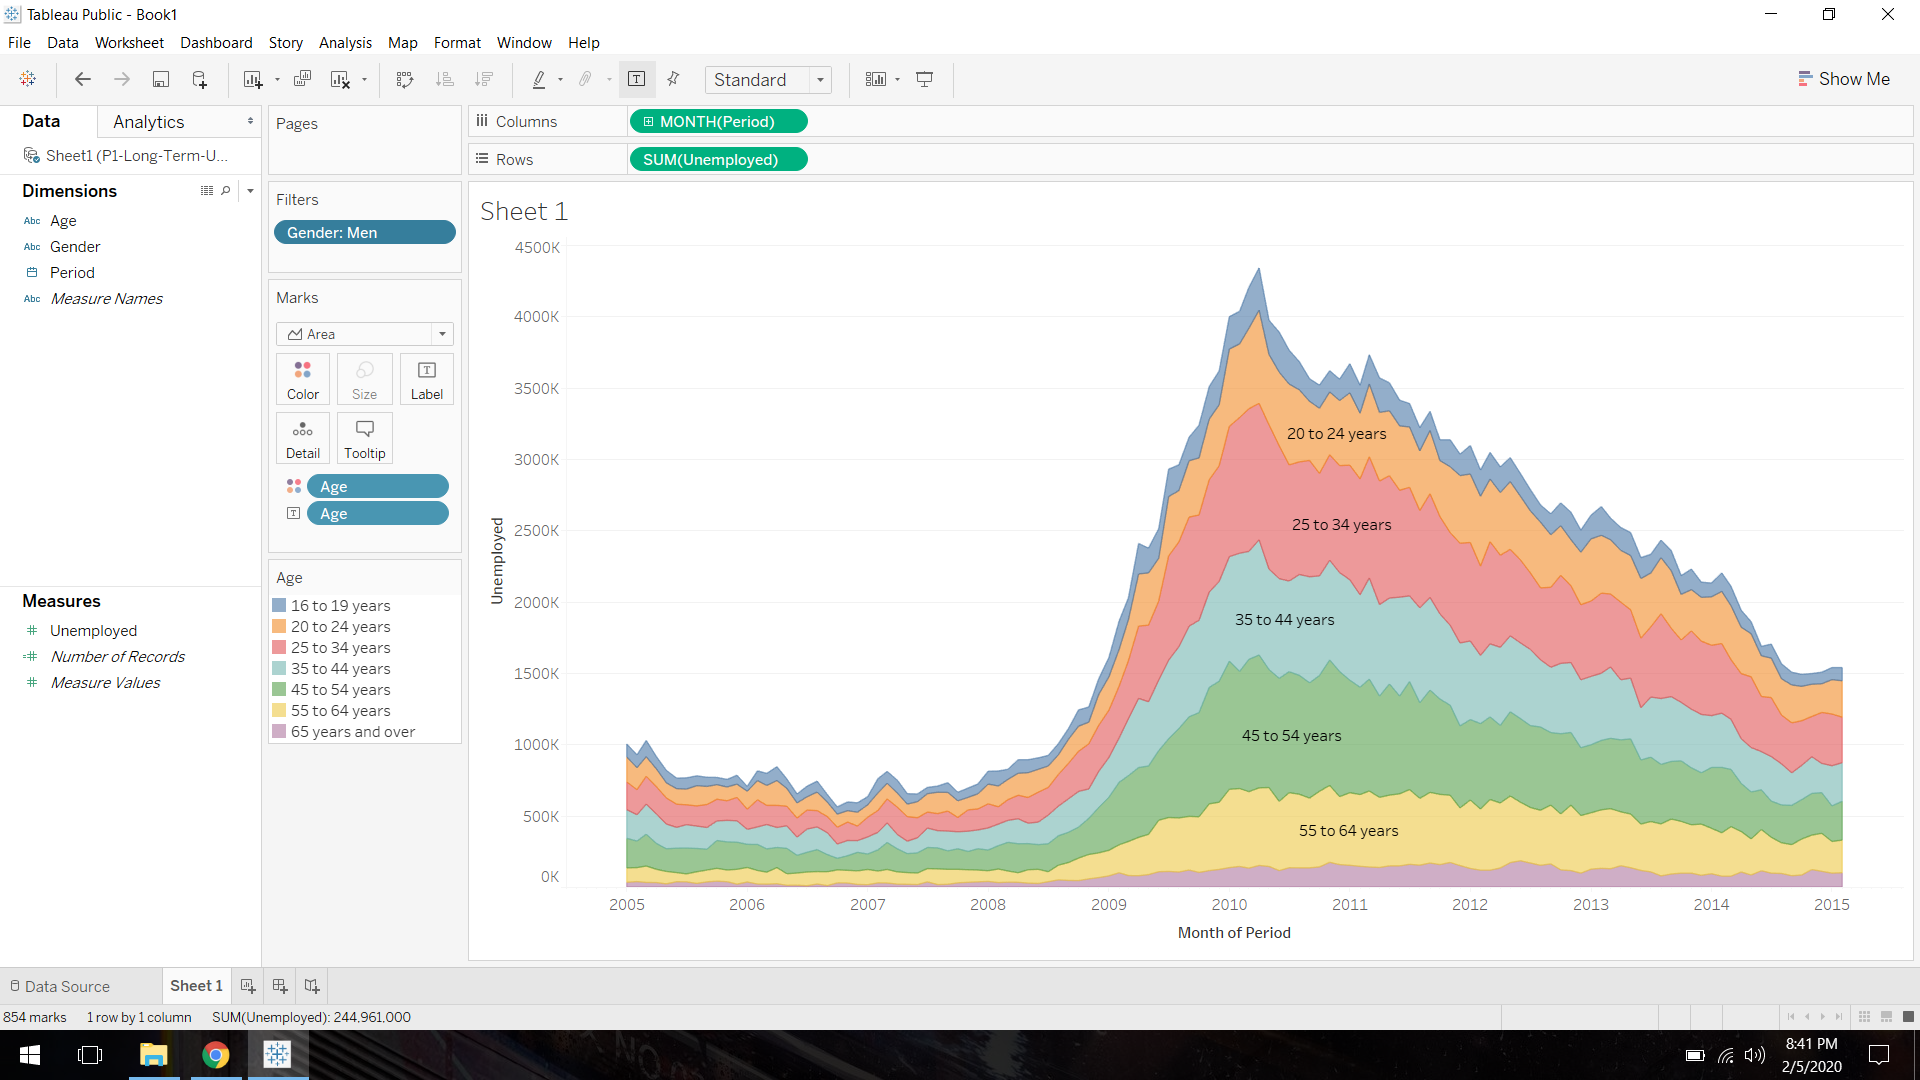 Tableau Public - Book1
File Data Worksheet Dashboard Story Analysis Map Format Window Help
Standard
Show Me
Data Analytics
Sheet1 (P1-Long-Term-U...
Dimensions
Abc Age
Abc Gender
Period
Abc Measure Names
Measures
# Unemployed
=# Number of Records
# Measure Values
Pages
Filters
Gender: Men
Marks
Area
Color Size T Label
Detail Tooltip
Age
T Age
Age
16 to 19 years
20 to 24 years
25 to 34 years
35 to 44 years
45 to 54 years
55 to 64 years
65 years and over
Columns MONTH(Period)
Rows SUM(Unemployed)
Sheet 1
4500K
4000K
3500K
3000K
2500K
2000K
1500K
1000K
500K
0K
Unemployed
20 to 24 years
25 to 34 years
35 to 44 years
45 to 54 years
55 to 64 years
2005 2006 2007 2008 2009 2010 2011 2012 2013 2014 2015
Month of Period
Data Source Sheet 1
854 marks 1 row by 1 column SUM(Unemployed): 244,961,000
8:41 PM
2/5/2020